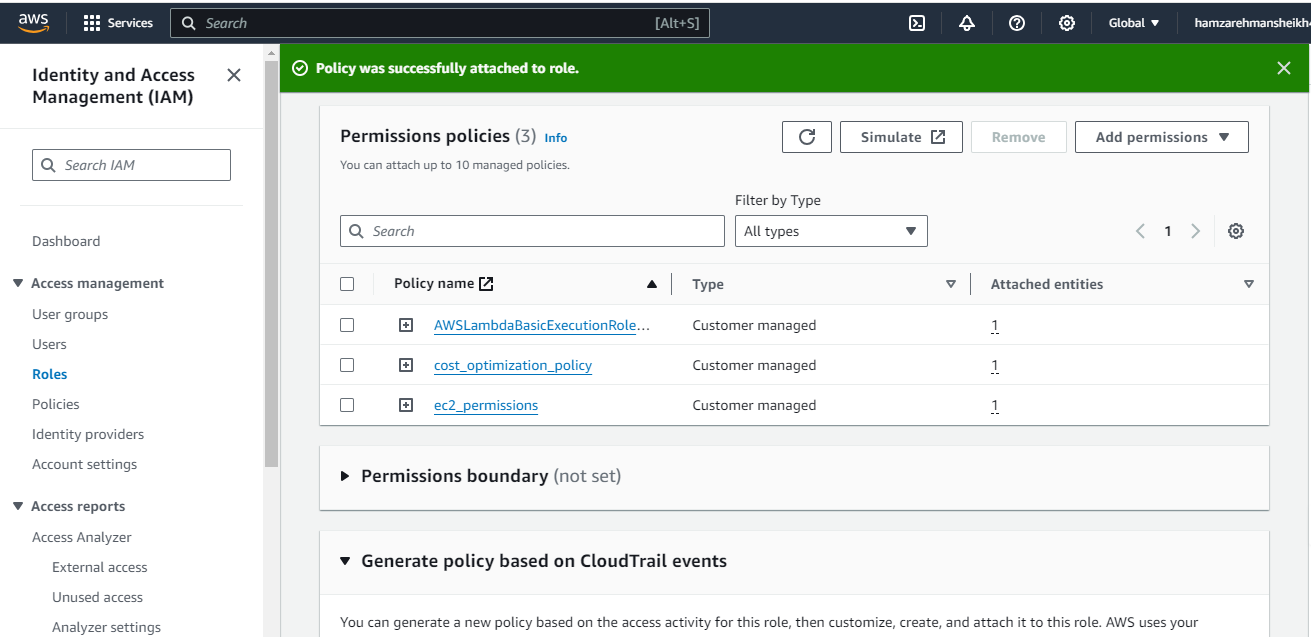 aws
Services
Search [Alt+S]
Global
hamzarehmansheikh
Identity and Access
Management (IAM)
Search IAM
Dashboard
Access management
User groups
Users
Roles
Policies
Identity providers
Account settings
Access reports
Access Analyzer
External access
Unused access
Analyzer settings
Policy was successfully attached to role.
Permissions policies (3) Info
You can attach up to 10 managed policies.
Simulate
Remove
Add permissions
Filter by Type
Search
All types
1
Policy name Type Attached entities
AWSLambdaBasicExecutionRole... Customer managed 1
cost_optimization_policy Customer managed 1
ec2_permissions Customer managed 1
Permissions boundary (not set)
Generate policy based on CloudTrail events
You can generate a new policy based on the access activity for this role, then customize, create, and attach it to this role. AWS uses your